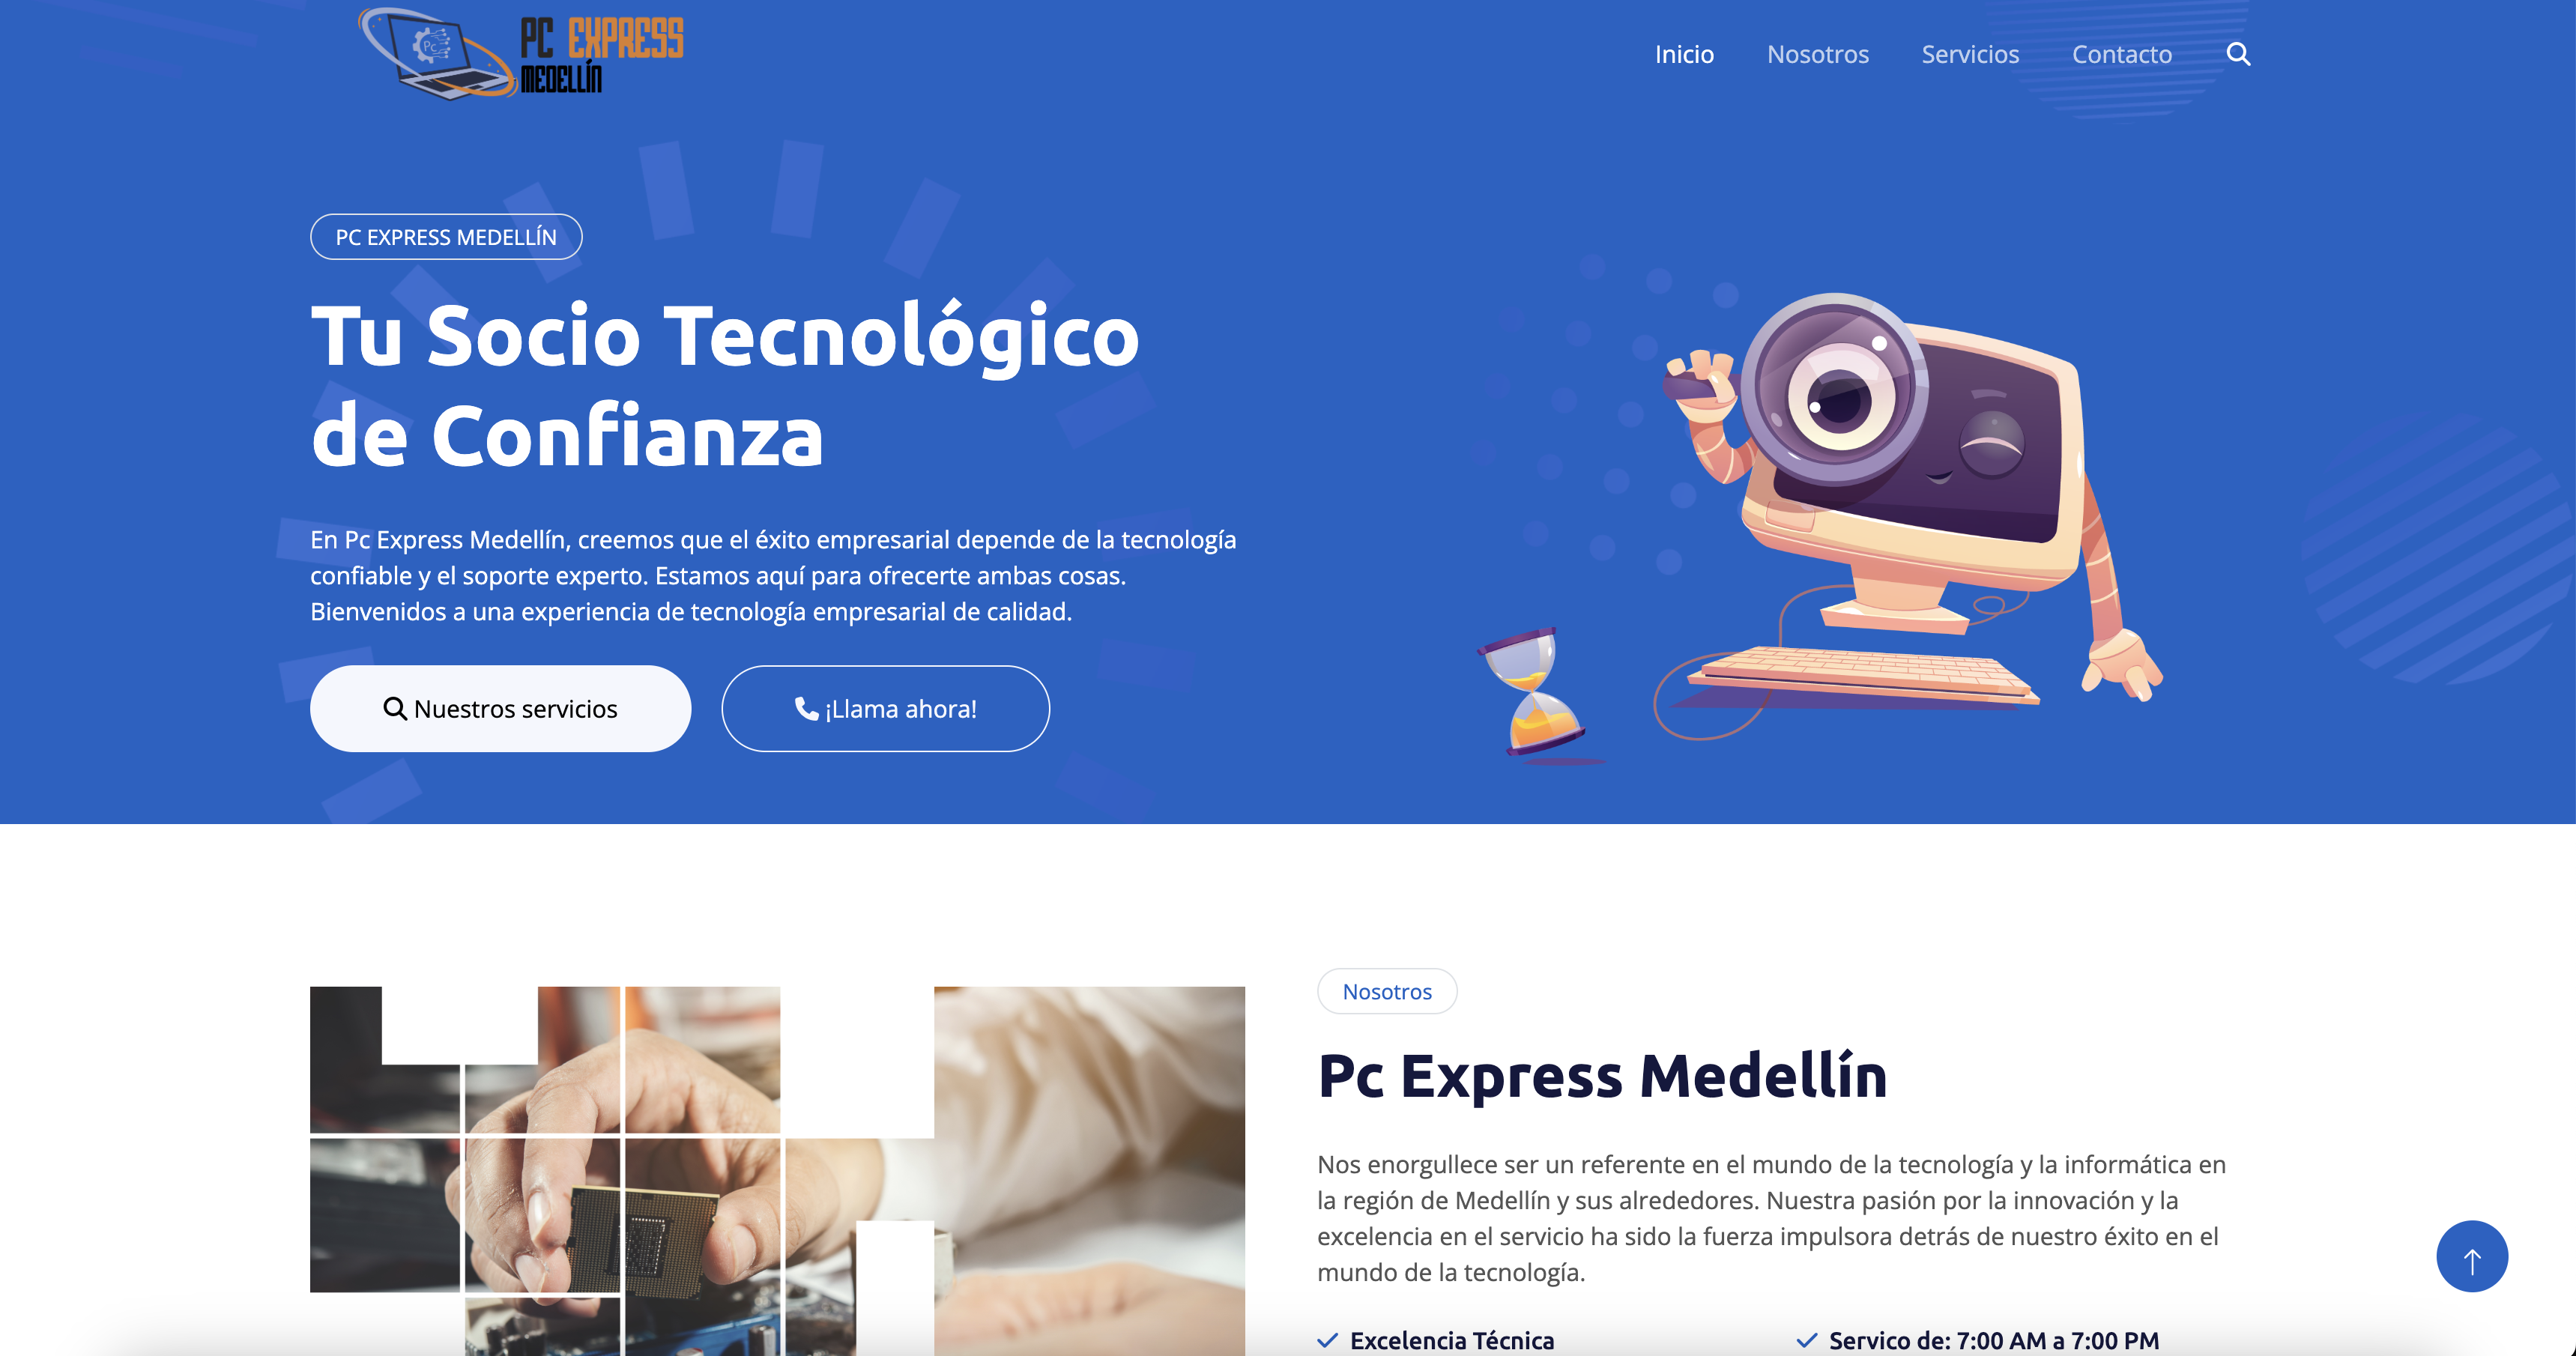 Pc
PC EXPRESS
MEDELLÍN
Inicio
Nosotros
Servicios
Contacto
PC EXPRESS MEDELLÍN
Tu Socio Tecnológico
de Confianza
En Pc Express Medellín, creemos que el éxito empresarial depende de la tecnología
confiable y el soporte experto. Estamos aquí para ofrecerte ambas cosas.
Bienvenidos a una experiencia de tecnología empresarial de calidad.
Nuestros servicios
¡Llama ahora!
Nosotros
Pc Express Medellín
Nos enorgullece ser un referente en el mundo de la tecnología y la informática en
la región de Medellín y sus alrededores. Nuestra pasión por la innovación y la
excelencia en el servicio ha sido la fuerza impulsora detrás de nuestro éxito en el
mundo de la tecnología.
Excelencia Técnica
Servico de: 7:00 AM a 7:00 PM